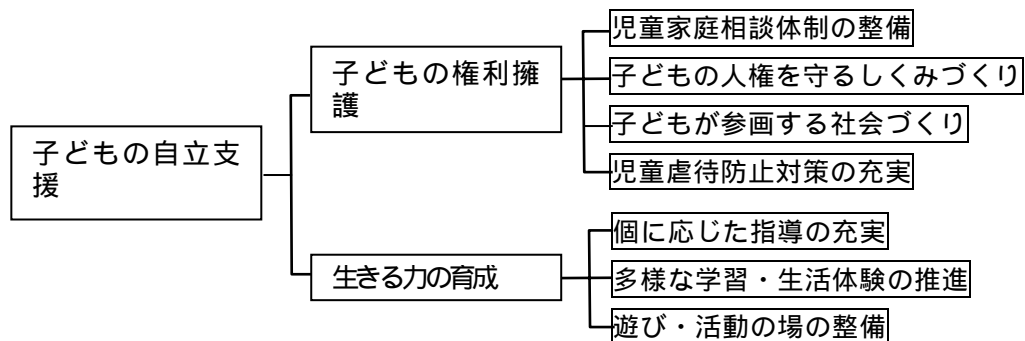 子どもの自立支
援
子どもの権利擁
護
児童家庭相談体制の整備
子どもの人権を守るしくみづくり
子どもが参画する社会づくり
児童虐待防止対策の充実
生きる力の育成
個に応じた指導の充実
多様な学習・生活体験の推進
遊び・活動の場の整備